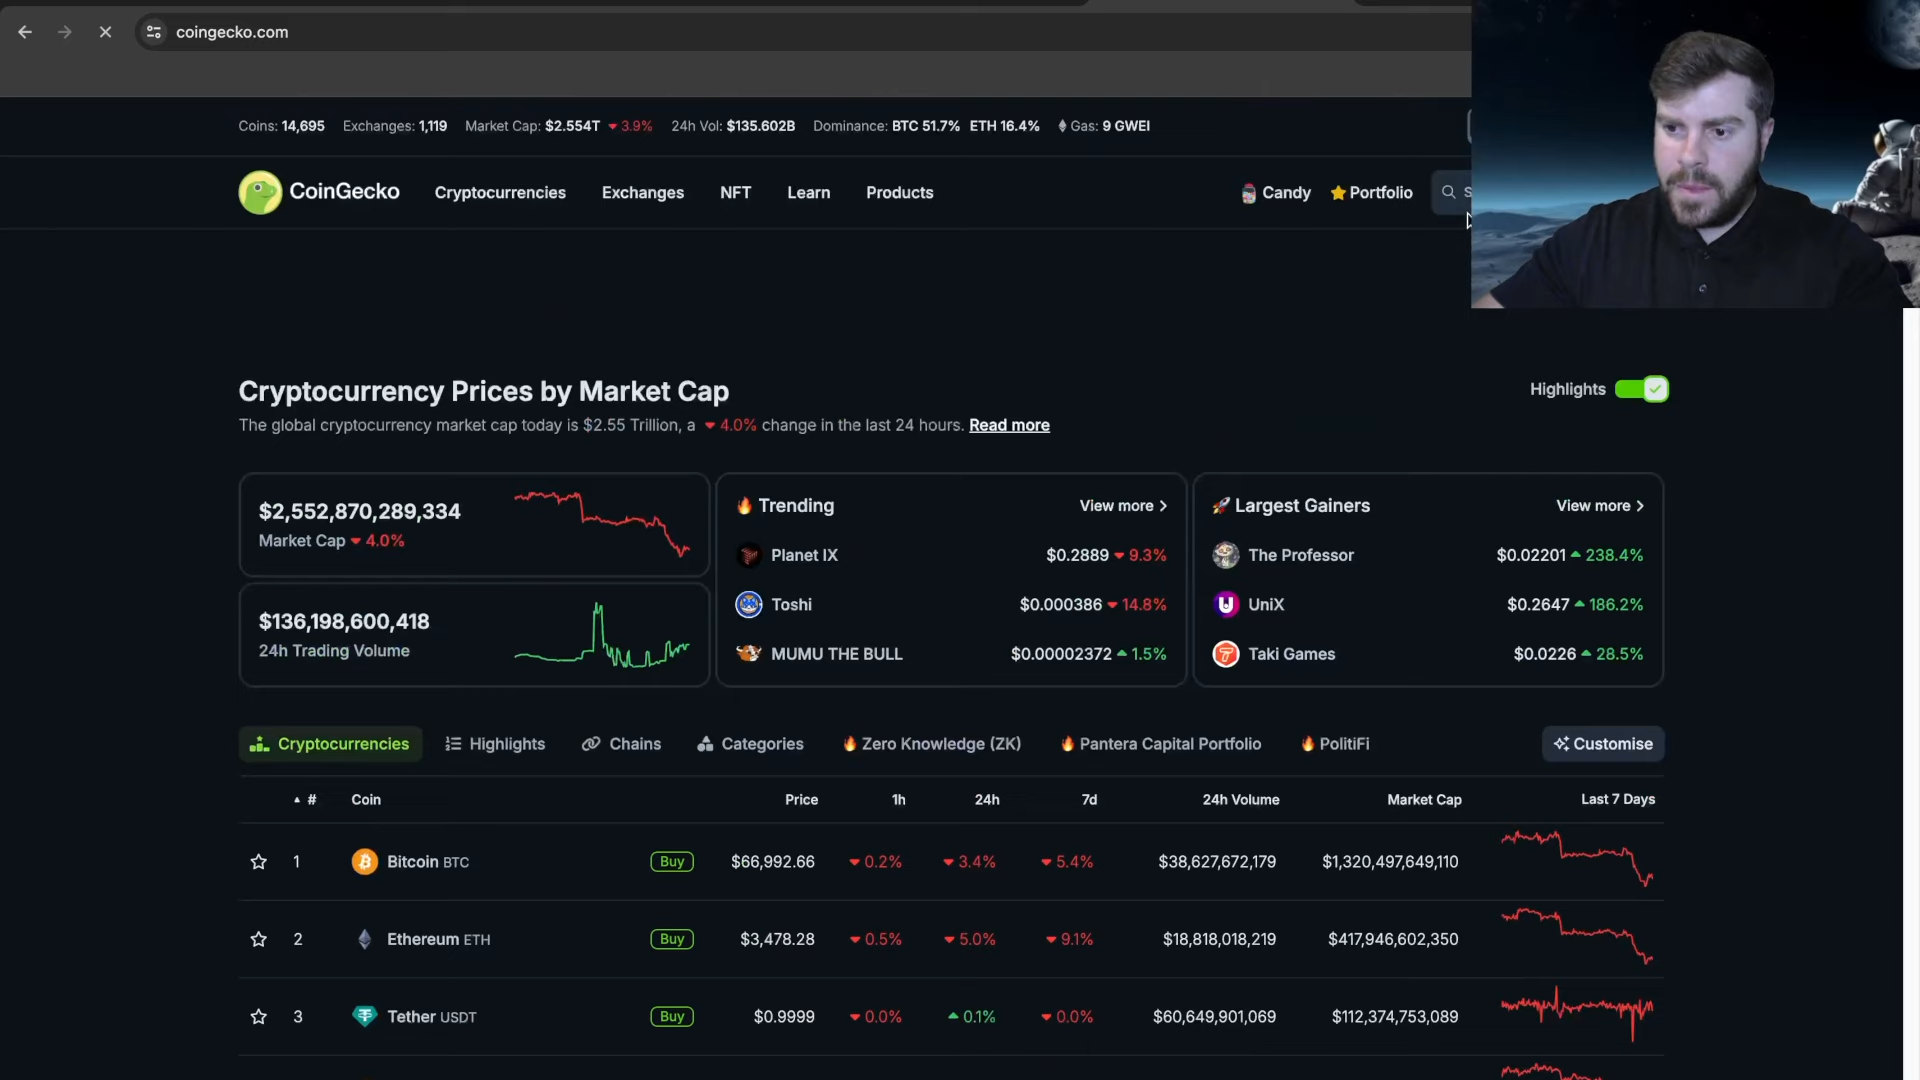 coingecko.com
Coins: 14,695 Exchanges: 1,119 Market Cap: $2.554T 3.9% 24h Vol: $135.602B Dominance: BTC 51.7% ETH 16.4% Gas: 9 GWEI
CoinGecko Cryptocurrencies Exchanges NFT Learn Products Candy Portfolio S
Cryptocurrency Prices by Market Cap
Highlights
The global cryptocurrency market cap today is $2.55 Trillion, a 4.0% change in the last 24 hours. Read more
$2,552,870,289,334
Market Cap 4.0%
$136,198,600,418
24h Trading Volume
Trending View more
Planet IX $0.2889 9.3%
Toshi $0.000386 14.8%
MUMU THE BULL $0.00002372 1.5%
Largest Gainers View more
The Professor $0.02201 238.4%
UniX $0.2647 186.2%
Taki Games $0.0226 28.5%
Cryptocurrencies Highlights Chains Categories Zero Knowledge (ZK) Pantera Capital Portfolio PolitiFi Customise
# Coin Price 1h 24h 7d 24h Volume Market Cap Last 7 Days
1 Bitcoin BTC Buy $66,992.66 0.2% 3.4% 5.4% $38,627,672,179 $1,320,497,649,110
2 Ethereum ETH Buy $3,478.28 0.5% 5.0% 9.1% $18,818,018,219 $417,946,602,350
3 Tether USDT Buy $0.9999 0.0% 0.1% 0.0% $60,649,901,069 $112,374,753,089